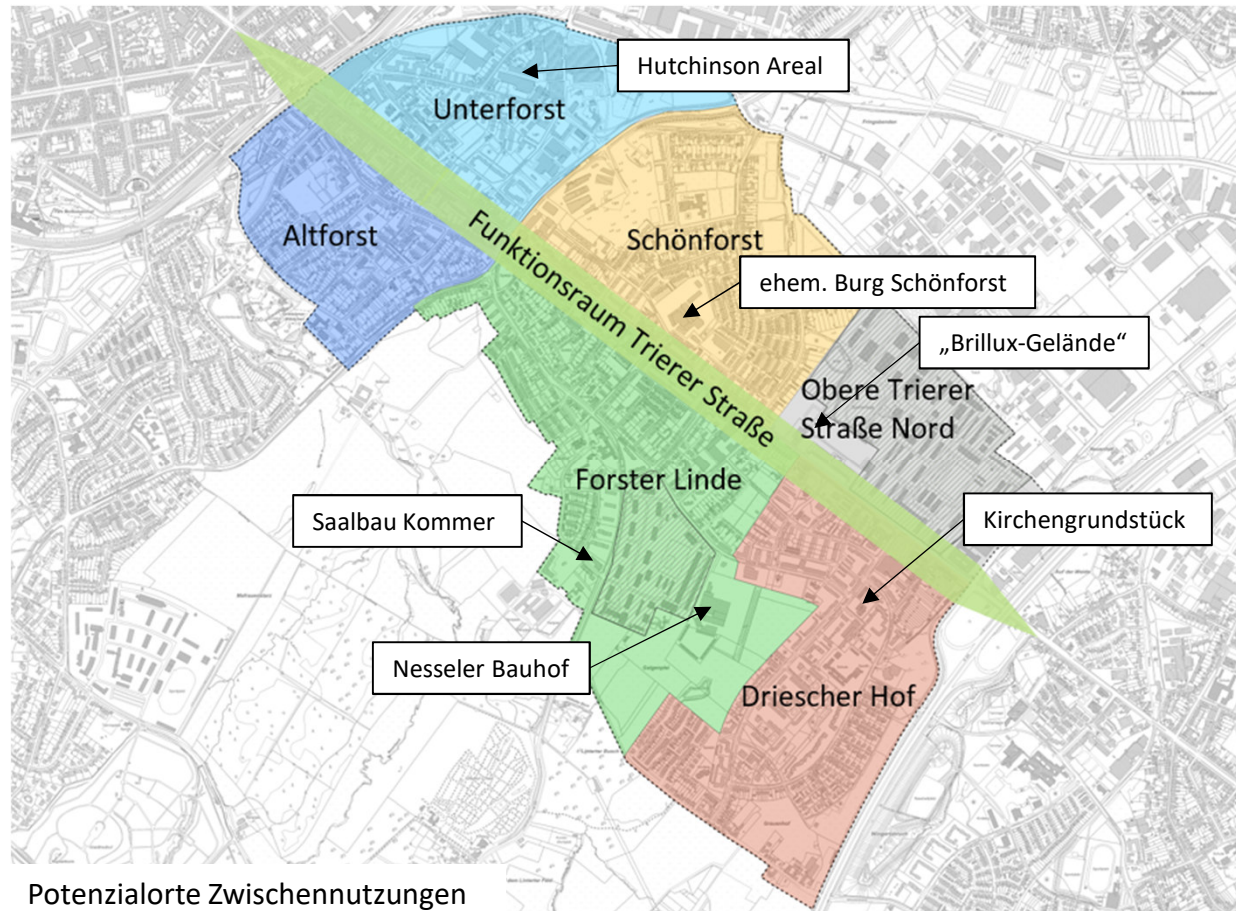 Hutchinson Areal
Unterforst
Altforst
Schönforst
Funktionsraum Trierer Straße
ehem. Burg Schönforst
„Brillux-Gelände“
Obere Trierer
Straße Nord
Forster Linde
Saalbau Kommer
Kirchengrundstück
Nesseler Bauhof
Driescher Hof
Potenzialorte Zwischennutzungen